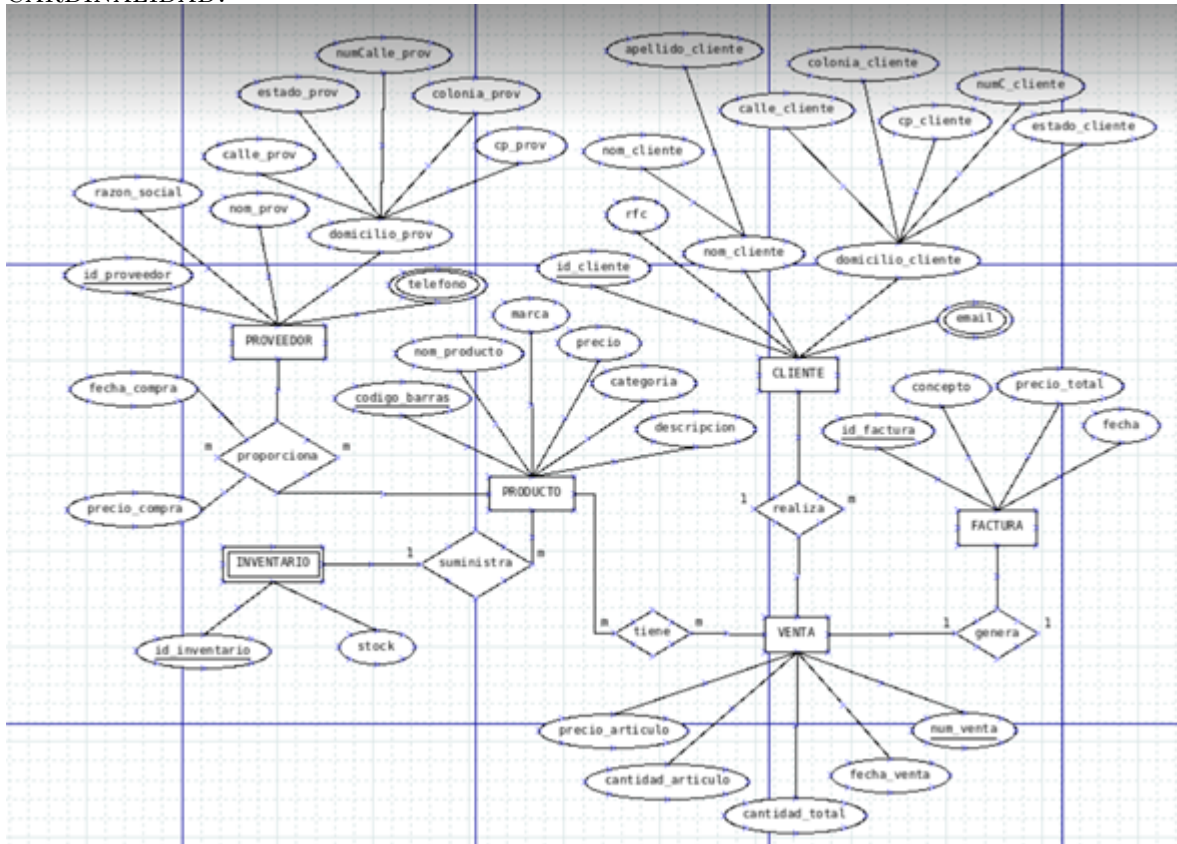 CARDINALIDAD:
numCalle_prov
apellido_cliente
colonia_cliente
estado_prov
colonia_prov
numC_cliente
calle_cliente
cp_cliente
estado_cliente
calle_prov
cp_prov
nom_cliente
razon_social
nom_prov
rfc
domicilio_prov
nom_cliente
id_proveedor
id_cliente
domicilio_cliente
telefono
marca
email
PROVEEDOR
nom_producto
precio
CLIENTE
fecha_compra
categoria
concepto
precio_total
codigo_barras
descripcion
id_factura
fecha
m
proporciona
m
PRODUCTO
1
realiza
m
precio_compra
FACTURA
INVENTARIO
1
suministra
m
m
tiene
m
VENTA
1
genera
1
id_inventario
stock
precio_articulo
num_venta
cantidad_articulo
fecha_venta
cantidad_total